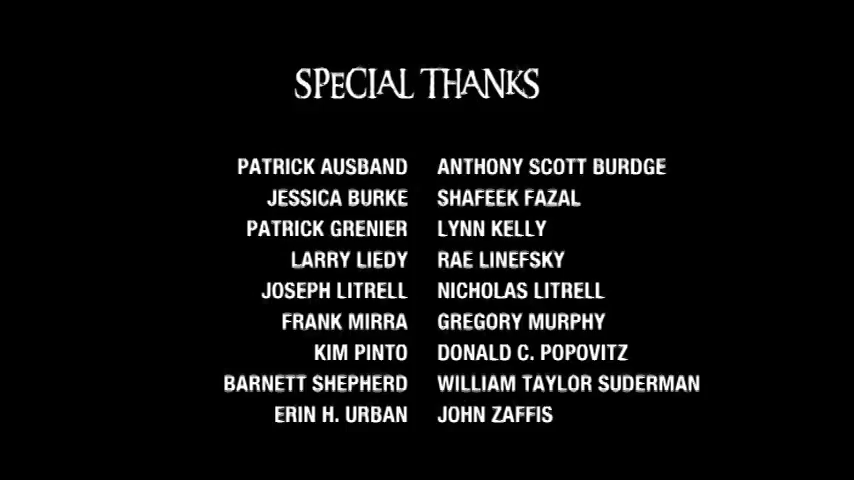 SPECIAL THANKS
PATRICK AUSBAND ANTHONY SCOTT BURDGE
JESSICA BURKE SHAFEEK FAZAL
PATRICK GRENIER LYNN KELLY
LARRY LIEDY RAE LINEFSKY
JOSEPH LITRELL NICHOLAS LITRELL
FRANK MIRRA GREGORY MURPHY
KIM PINTO DONALD C. POPOVITZ
BARNETT SHEPHERD WILLIAM TAYLOR SUDERMAN
ERIN H. URBAN JOHN ZAFFIS